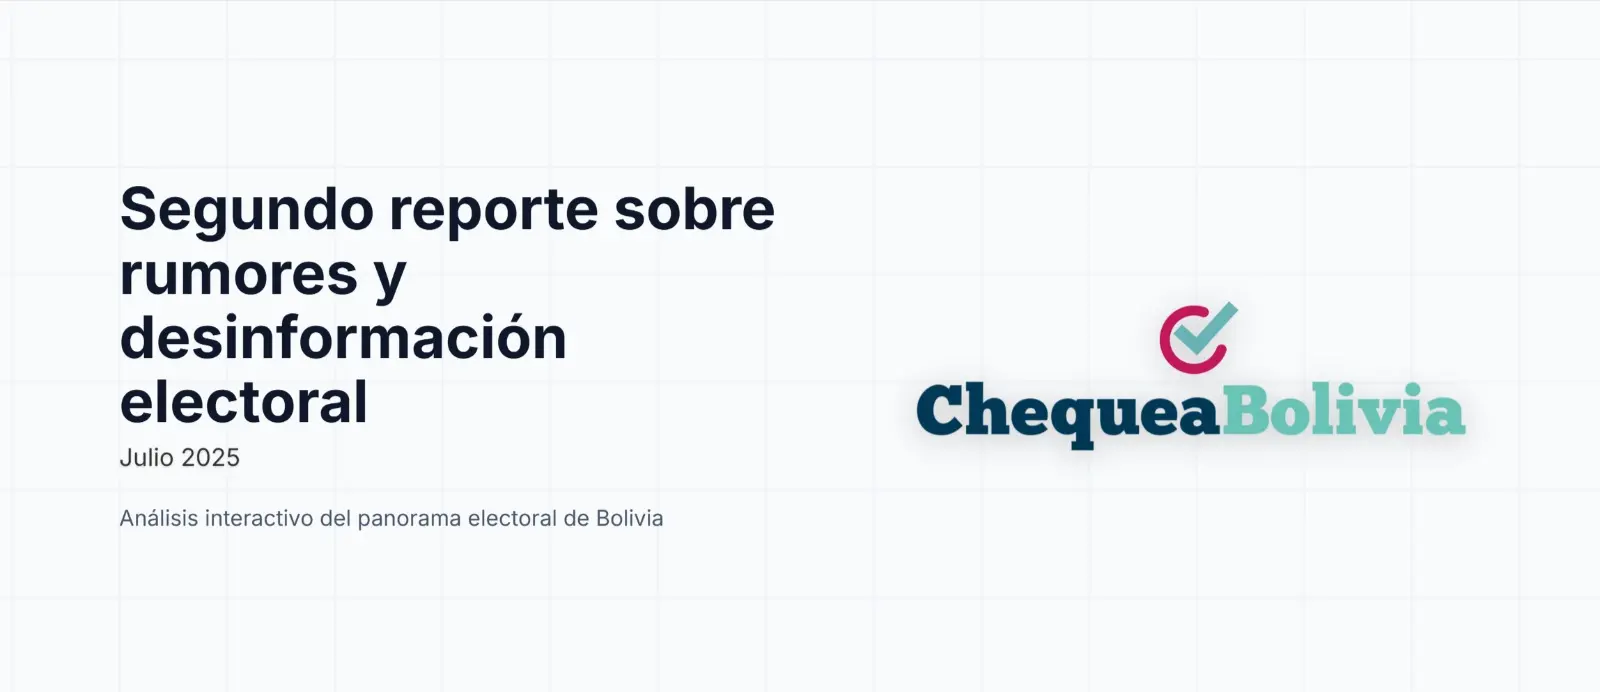 Segundo reporte sobre
rumores y
desinformación
electoral
Julio 2025
Análisis interactivo del panorama electoral de Bolivia
ChequeaBolivia